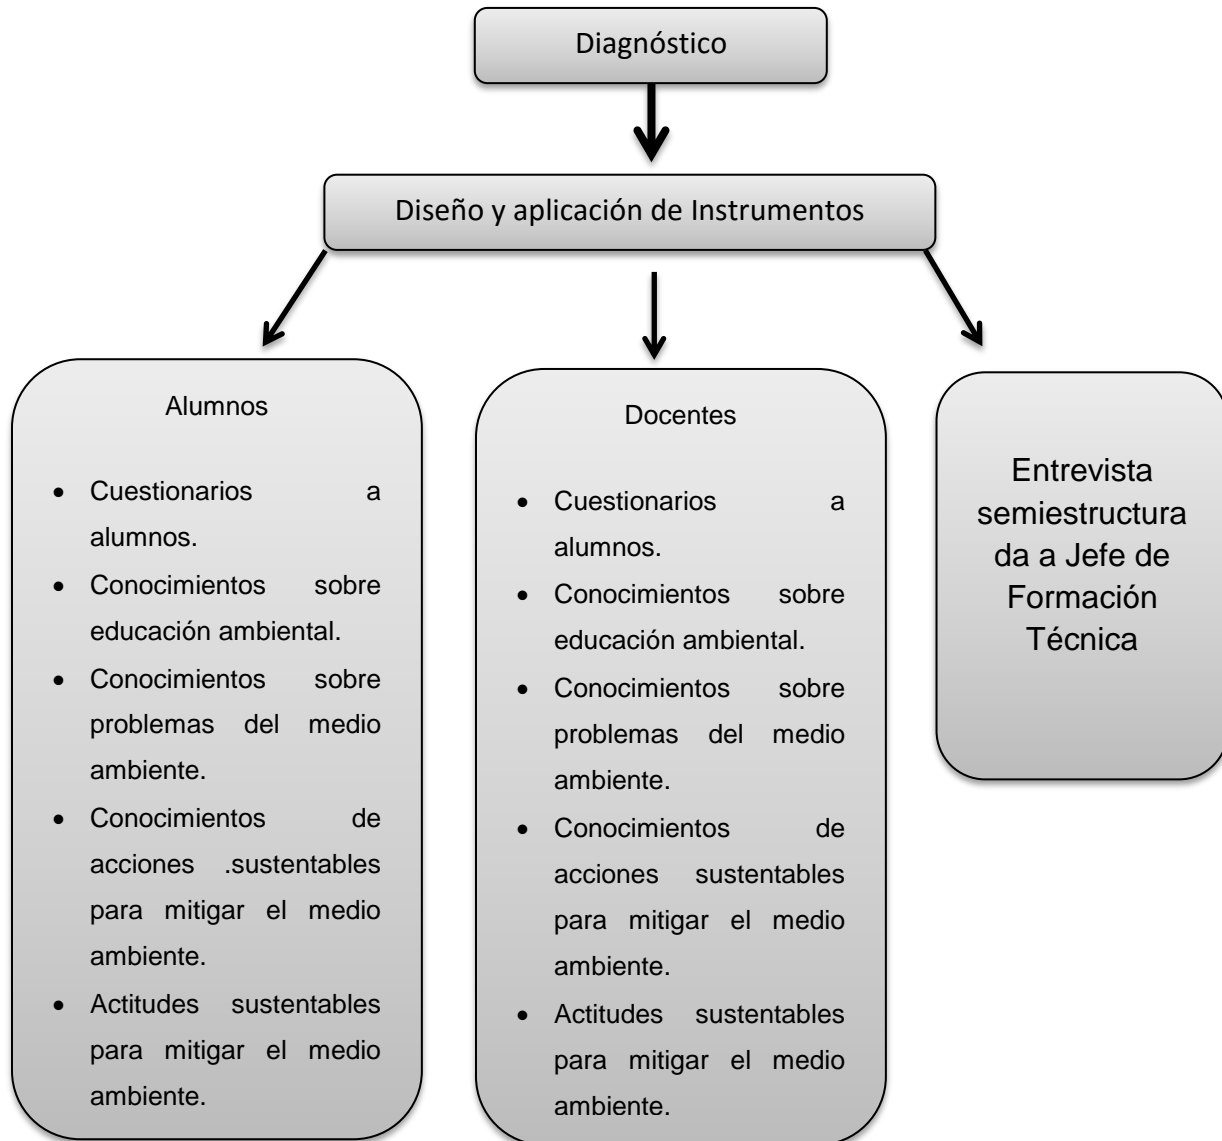 Diagnóstico
Diseño y aplicación de Instrumentos
Alumnos
• Cuestionarios a
alumnos.
• Conocimientos sobre
educación ambiental.
• Conocimientos sobre
problemas del medio
ambiente.
• Conocimientos de
acciones .sustentables
para mitigar el medio
ambiente.
• Actitudes sustentables
para mitigar el medio
ambiente.
Docentes
• Cuestionarios a
alumnos.
• Conocimientos sobre
educación ambiental.
• Conocimientos sobre
problemas del medio
ambiente.
• Conocimientos de
acciones sustentables
para mitigar el medio
ambiente.
• Actitudes sustentables
para mitigar el medio
ambiente.
Entrevista
semiestructura
da a Jefe de
Formación
Técnica